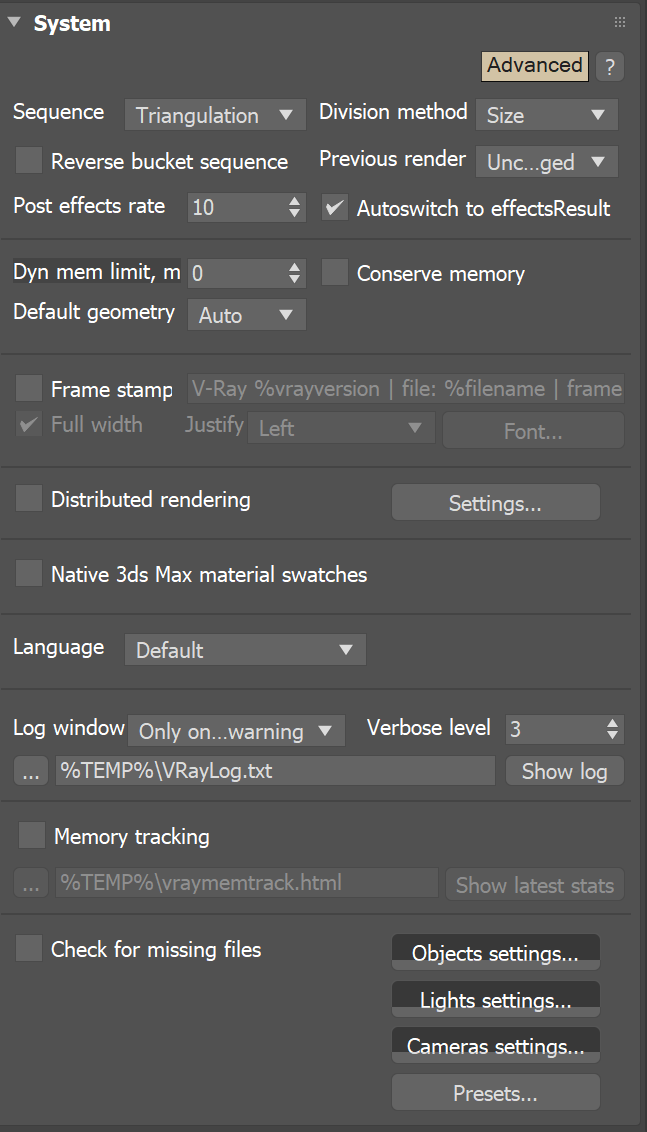 System
Advanced ?
Sequence Triangulation Division method Size
Reverse bucket sequence Previous render Unc...ged
Post effects rate 10 Autoswitch to effectsResult
Dyn mem limit, m 0 Conserve memory
Default geometry Auto
Frame stamp V-Ray %vrayversion | file: %filename | frame
Full width Justify Left Font...
Distributed rendering Settings...
Native 3ds Max material swatches
Language Default
Log window Only on...warning Verbose level 3
... %TEMP%\VRayLog.txt Show log
Memory tracking
... %TEMP%\vraymemtrack.html Show latest stats
Check for missing files Objects settings...
Lights settings...
Cameras settings...
Presets...